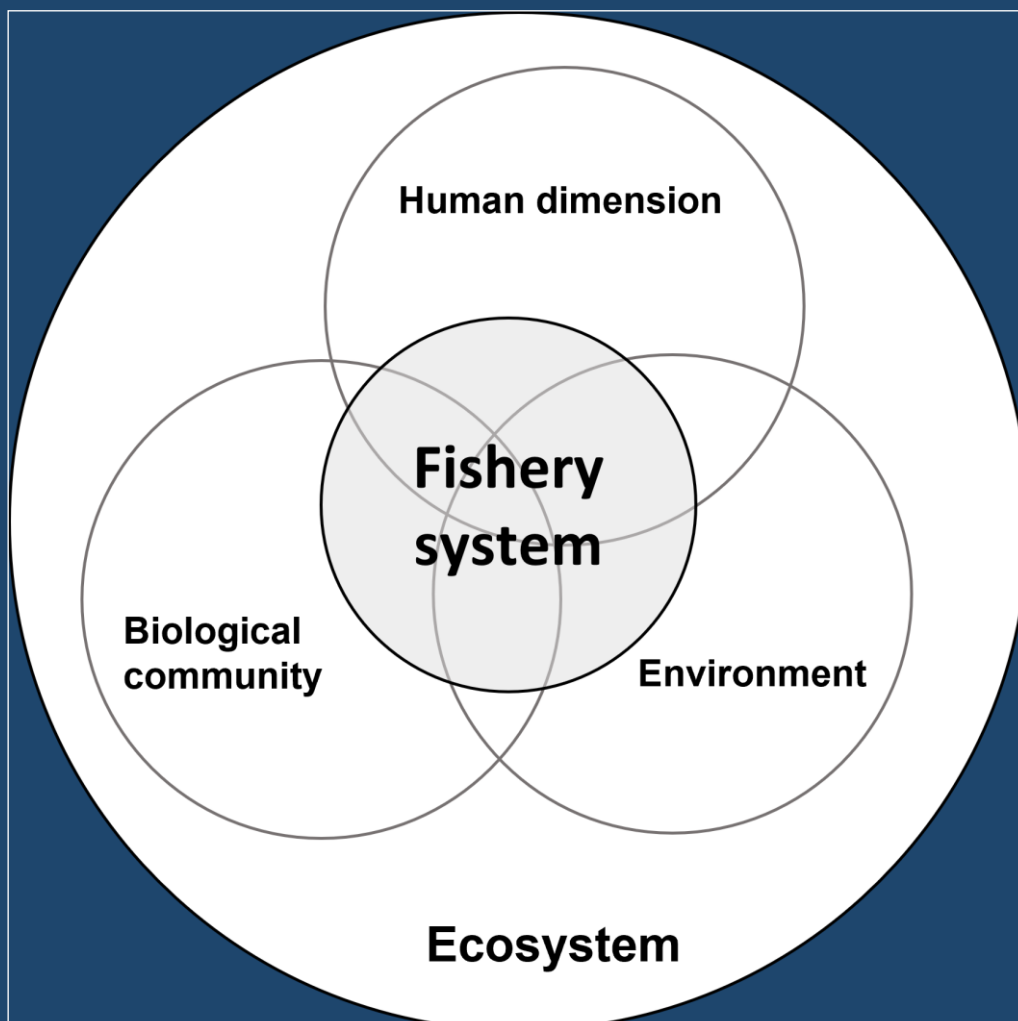 Human dimension
Fishery
system
Biological
community
Environment
Ecosystem